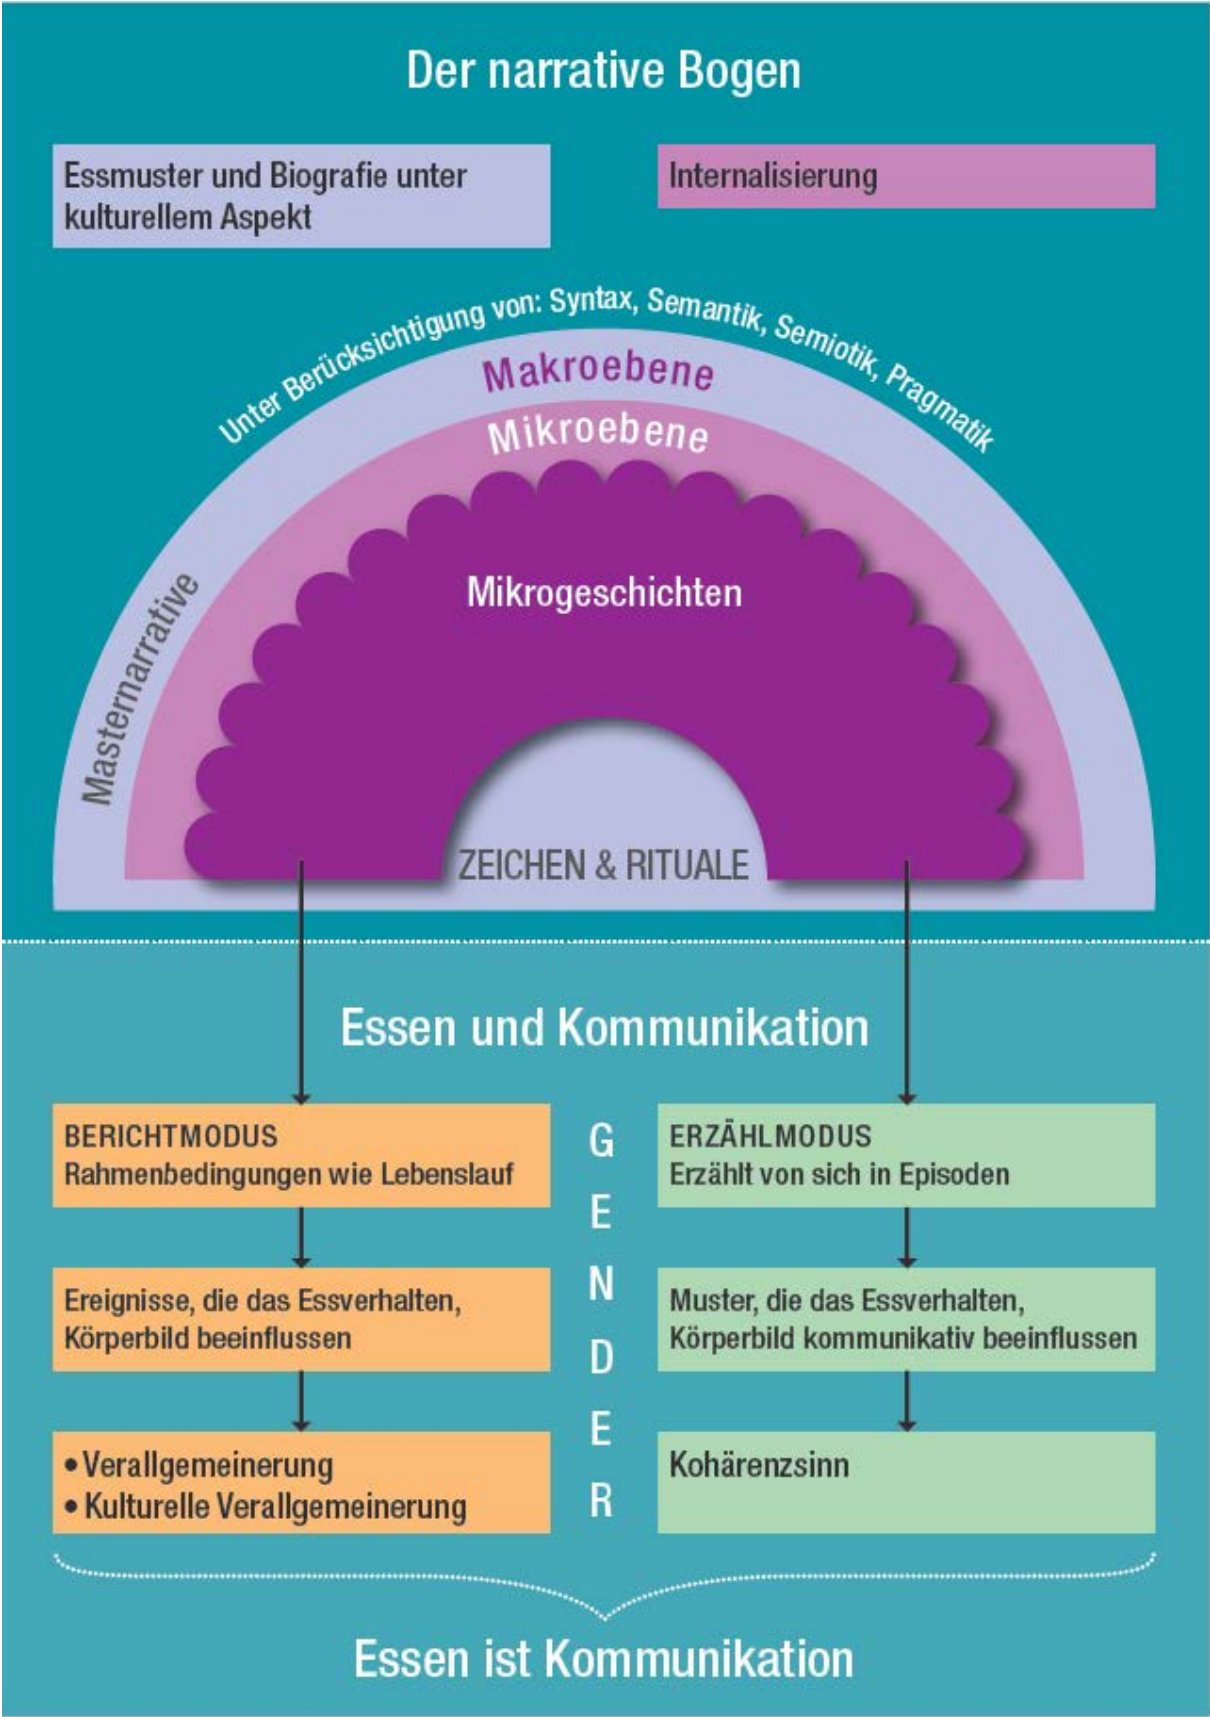 Der narrative Bogen
Essmuster und Biografie unter
kulturellem Aspekt
Internalisierung
Unter Berücksichtigung von: Syntax, Semantik, Semiotik, Pragmatik
Makroebene
Mikroebene
Masternarrative
Mikrogeschichten
ZEICHEN & RITUALE
Essen und Kommunikation
BERICHTMODUS
Rahmenbedingungen wie Lebenslauf
Ereignisse, die das Essverhalten,
Körperbild beeinflussen
• Verallgemeinerung
• Kulturelle Verallgemeinerung
GENDER
ERZÄHLMODUS
Erzählt von sich in Episoden
Muster, die das Essverhalten,
Körperbild kommunikativ beeinflussen
Kohärenzsinn
Essen ist Kommunikation